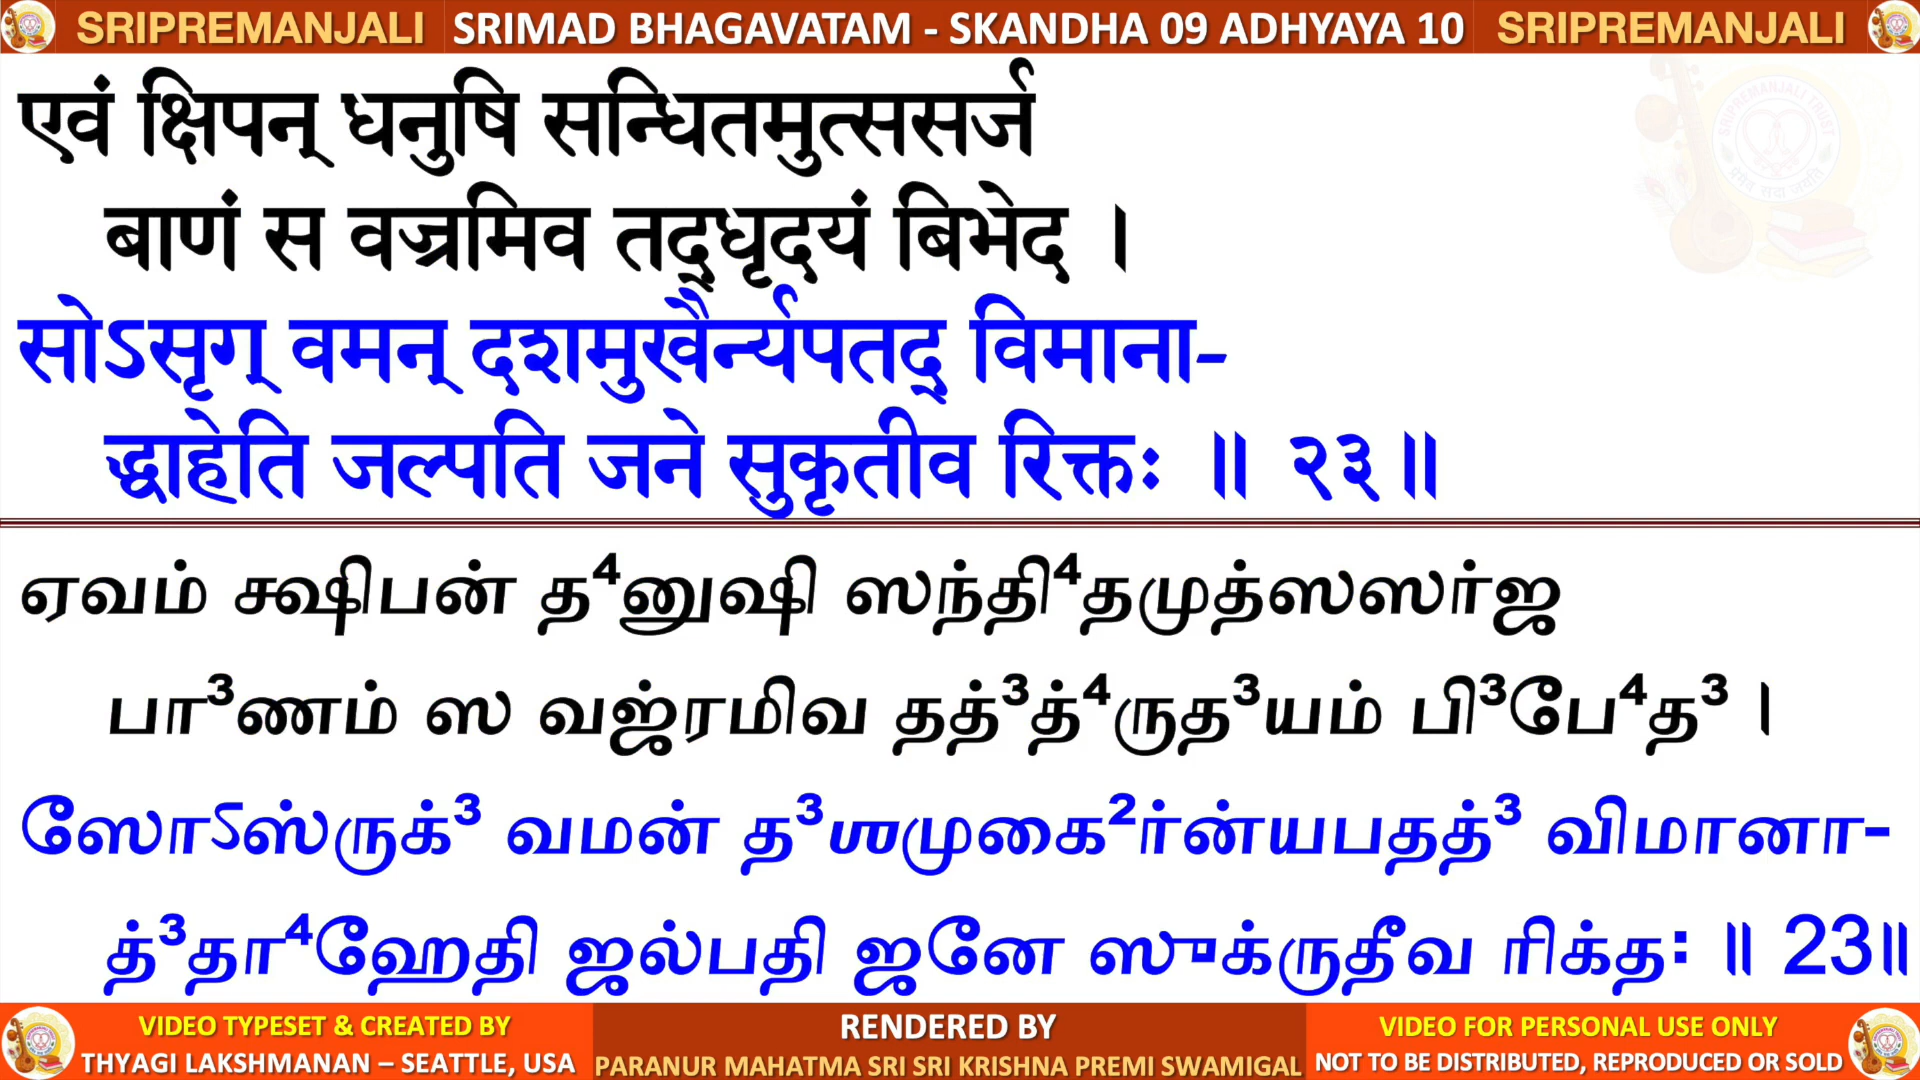 SRIPREMANJALI SRIMAD BHAGAVATAM - SKANDHA 09 ADHYAYA 10 SRIPREMANJALI
एवं क्षिपन् धनुषि सन्धितमुत्ससर्ज
बाणं स वज्रमिव तद्धृदयं बिभेद ।
सोऽसृग् वमन् दशमुखैर्न्यपतद् विमाना-
द्धाहेति जल्पति जने सुकृतीव रिक्तः ॥ २३॥
ஏவம் க்ஷிபன் த⁴னுஷி ஸந்தி⁴தமுத்ஸஸர்ஜ
பா³ணம் ஸ வஜ்ரமிவ தத்³த்⁴ருத³யம் பி³பே⁴த³ ।
ஸோঽஸ்ருக்³ வமன் த³ஶமுகை²ர்ன்யபதத்³ விமானா-
த்³தா⁴ஹேதி ஜல்பதி ஜனே ஸுக்ருதீவ ரிக்த: ॥ 23॥
VIDEO TYPESET & CREATED BY
THYAGI LAKSHMANAN – SEATTLE, USA
RENDERED BY
PARANUR MAHATMA SRI SRI KRISHNA PREMI SWAMIGAL
VIDEO FOR PERSONAL USE ONLY
NOT TO BE DISTRIBUTED, REPRODUCED OR SOLD